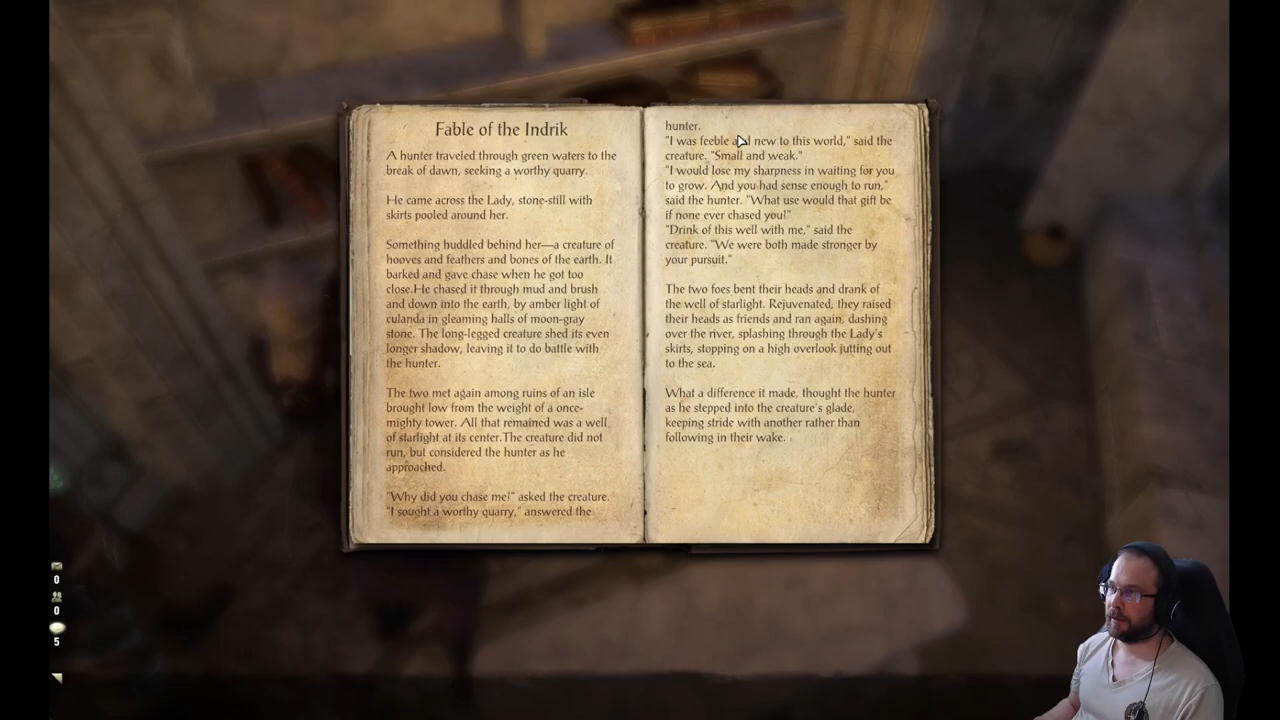 Fable of the Indrik
A hunter traveled through green waters to the
break of dawn, seeking a worthy quarry.
He came across the Lady, stone-still with
skirts pooled around her.
Something huddled behind her—a creature of
hooves and feathers and bones of the earth. It
barked and gave chase when he got too
close.He chased it through mud and brush
and down into the earth, by amber light of
culanda in gleaming halls of moon-gray
stone. The long-legged creature shed its even
longer shadow, leaving it to do battle with
the hunter.
The two met again among ruins of an isle
brought low from the weight of a once-
mighty tower. All that remained was a well
of starlight at its center.The creature did not
run, but considered the hunter as he
approached.
"Why did you chase me?" asked the creature.
"I sought a worthy quarry," answered the
hunter.
"I was feeble and new to this world," said the
creature. "Small and weak."
"I would lose my sharpness in waiting for you
to grow. And you had sense enough to run,"
said the hunter. "What use would that gift be
if none ever chased you?"
"Drink of this well with me," said the
creature. "We were both made stronger by
your pursuit."
The two foes bent their heads and drank of
the well of starlight. Rejuvenated, they raised
their heads as friends and ran again, dashing
over the river, splashing through the Lady's
skirts, stopping on a high overlook jutting out
to the sea.
What a difference it made, thought the hunter
as he stepped into the creature's glade,
keeping stride with another rather than
following in their wake.
0
0
5